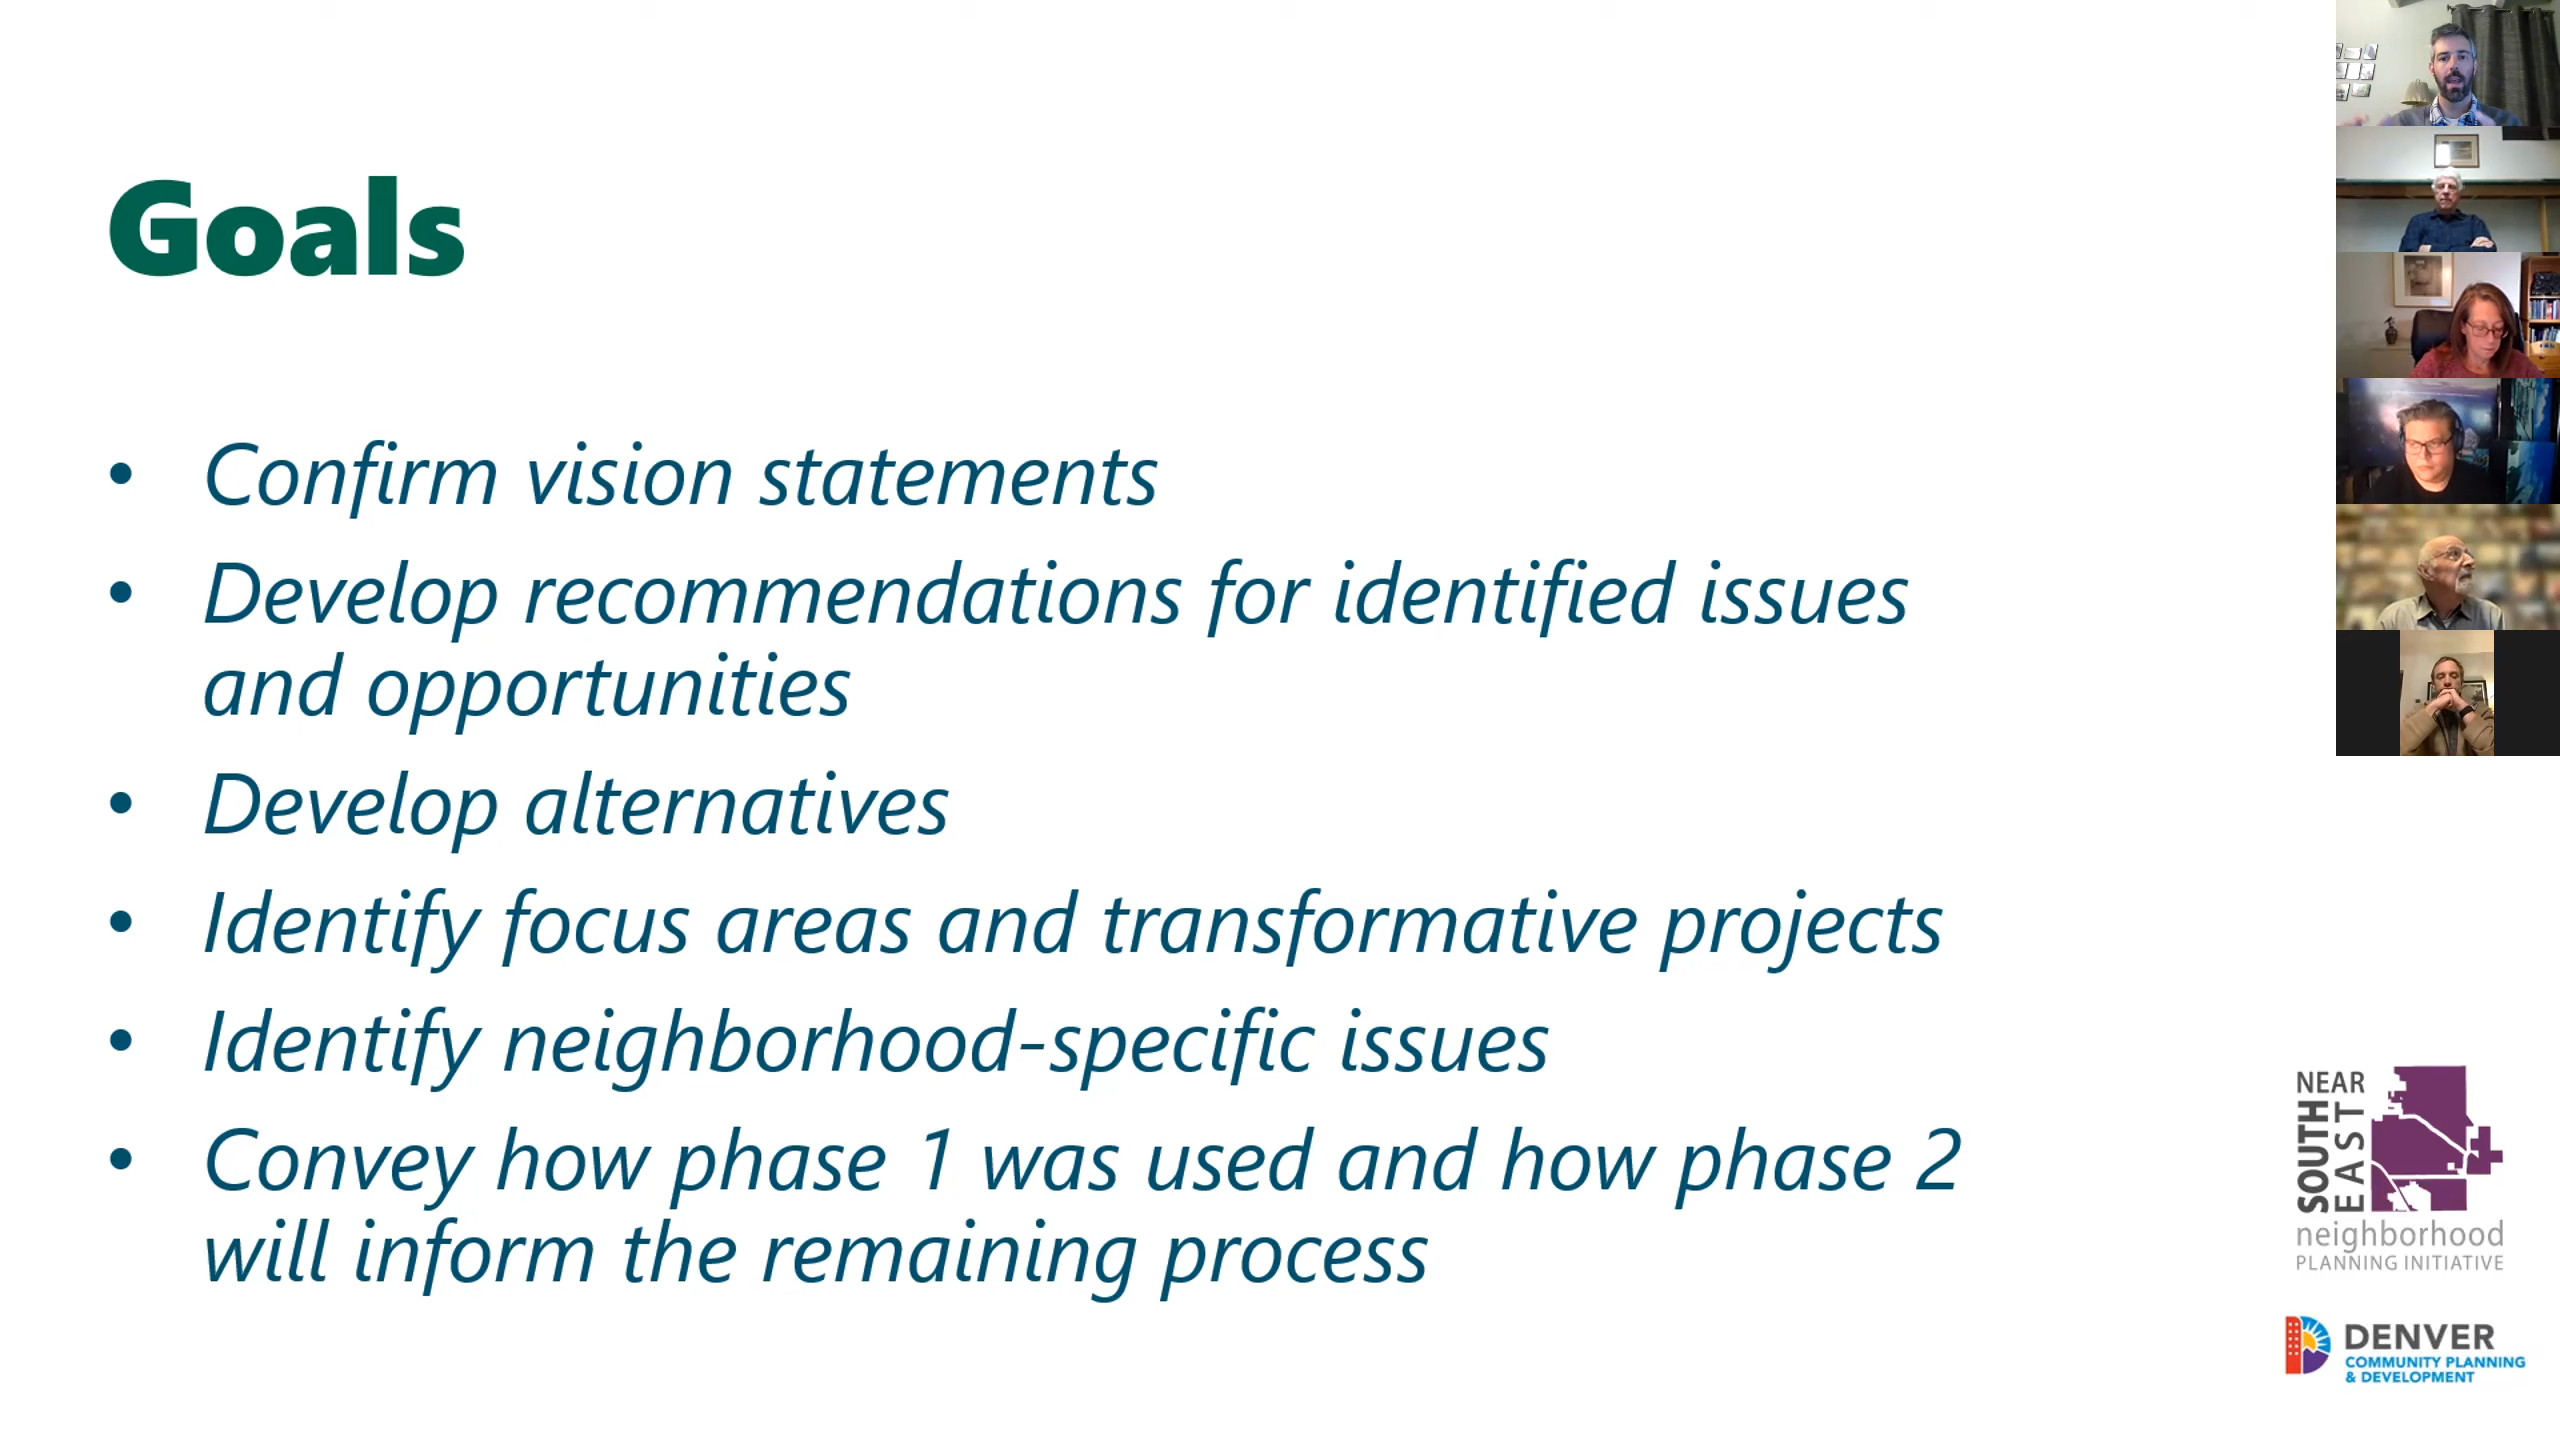 Goals
• Confirm vision statements
• Develop recommendations for identified issues
and opportunities
• Develop alternatives
• Identify focus areas and transformative projects
• Identify neighborhood-specific issues
• Convey how phase 1 was used and how phase 2
will inform the remaining process
NEAR
SOUTH
EAST
neighborhood
PLANNING INITIATIVE
DENVER
COMMUNITY PLANNING
& DEVELOPMENT